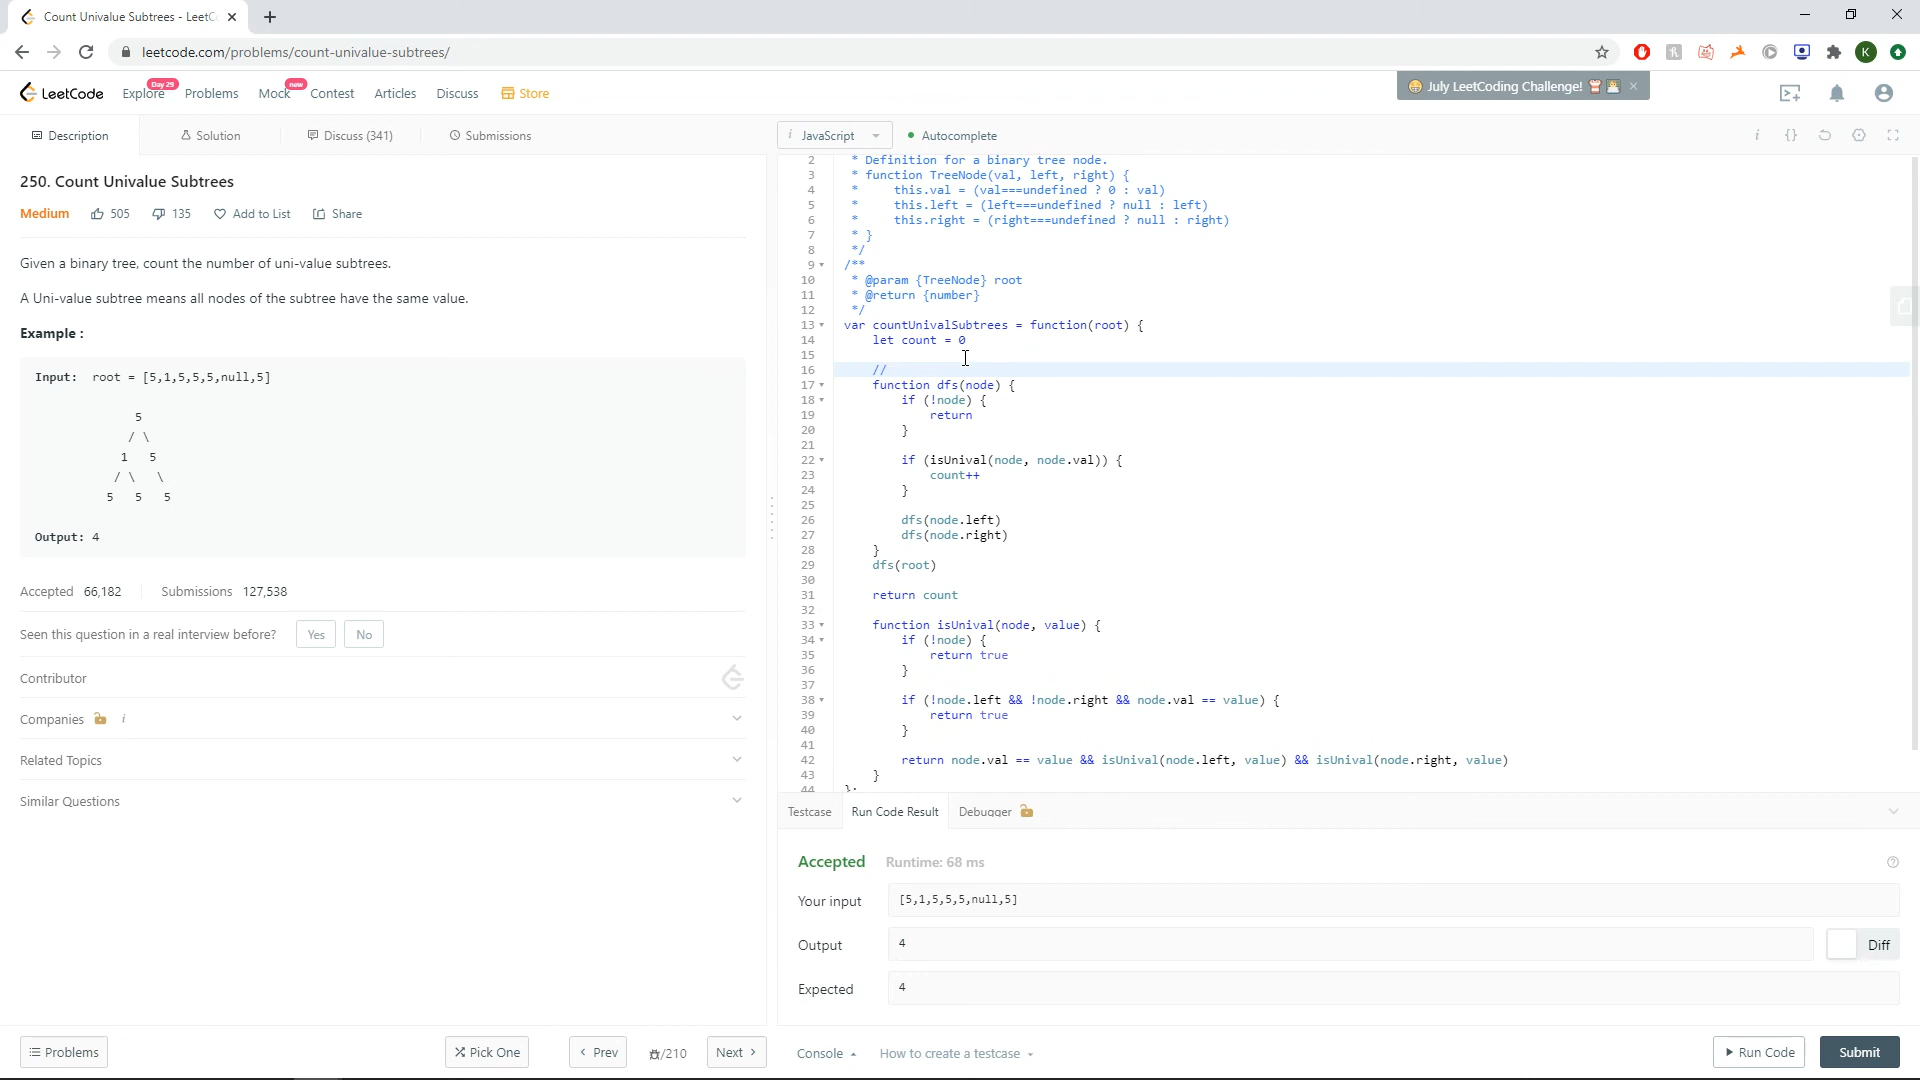 Count Univalue Subtrees - LeetC
leetcode.com/problems/count-univalue-subtrees/
K
LeetCode
Explore
Day 29
Problems
Mock
new
Contest
Articles
Discuss
Store
July LeetCoding Challenge!
Description
Solution
Discuss (341)
Submissions
i JavaScript
Autocomplete
i {}
250. Count Univalue Subtrees
Medium 505 135 Add to List Share
Given a binary tree, count the number of uni-value subtrees.
A Uni-value subtree means all nodes of the subtree have the same value.
Example :
Input: root = [5,1,5,5,5,null,5]
5
/ \
1 5
/ \ \
5 5 5
Output: 4
Accepted 66,182 Submissions 127,538
Seen this question in a real interview before? Yes No
Contributor
Companies i
Related Topics
Similar Questions
Problems
Pick One
< Prev
/210
Next >
2 * Definition for a binary tree node.
3 * function TreeNode(val, left, right) {
4 * this.val = (val===undefined ? 0 : val)
5 * this.left = (left===undefined ? null : left)
6 * this.right = (right===undefined ? null : right)
7 * }
8 */
9 /**
10 * @param {TreeNode} root
11 * @return {number}
12 */
13 var countUnivalSubtrees = function(root) {
14 let count = 0
15
16 //
17 function dfs(node) {
18 if (!node) {
19 return
20 }
21
22 if (isUnival(node, node.val)) {
23 count++
24 }
25
26 dfs(node.left)
27 dfs(node.right)
28 }
29 dfs(root)
30
31 return count
32
33 function isUnival(node, value) {
34 if (!node) {
35 return true
36 }
37
38 if (!node.left && !node.right && node.val == value) {
39 return true
40 }
41
42 return node.val == value && isUnival(node.left, value) && isUnival(node.right, value)
43 }
44 };
Testcase Run Code Result Debugger
Accepted Runtime: 68 ms
Your input [5,1,5,5,5,null,5]
Output 4 Diff
Expected 4
Console
How to create a testcase
Run Code
Submit